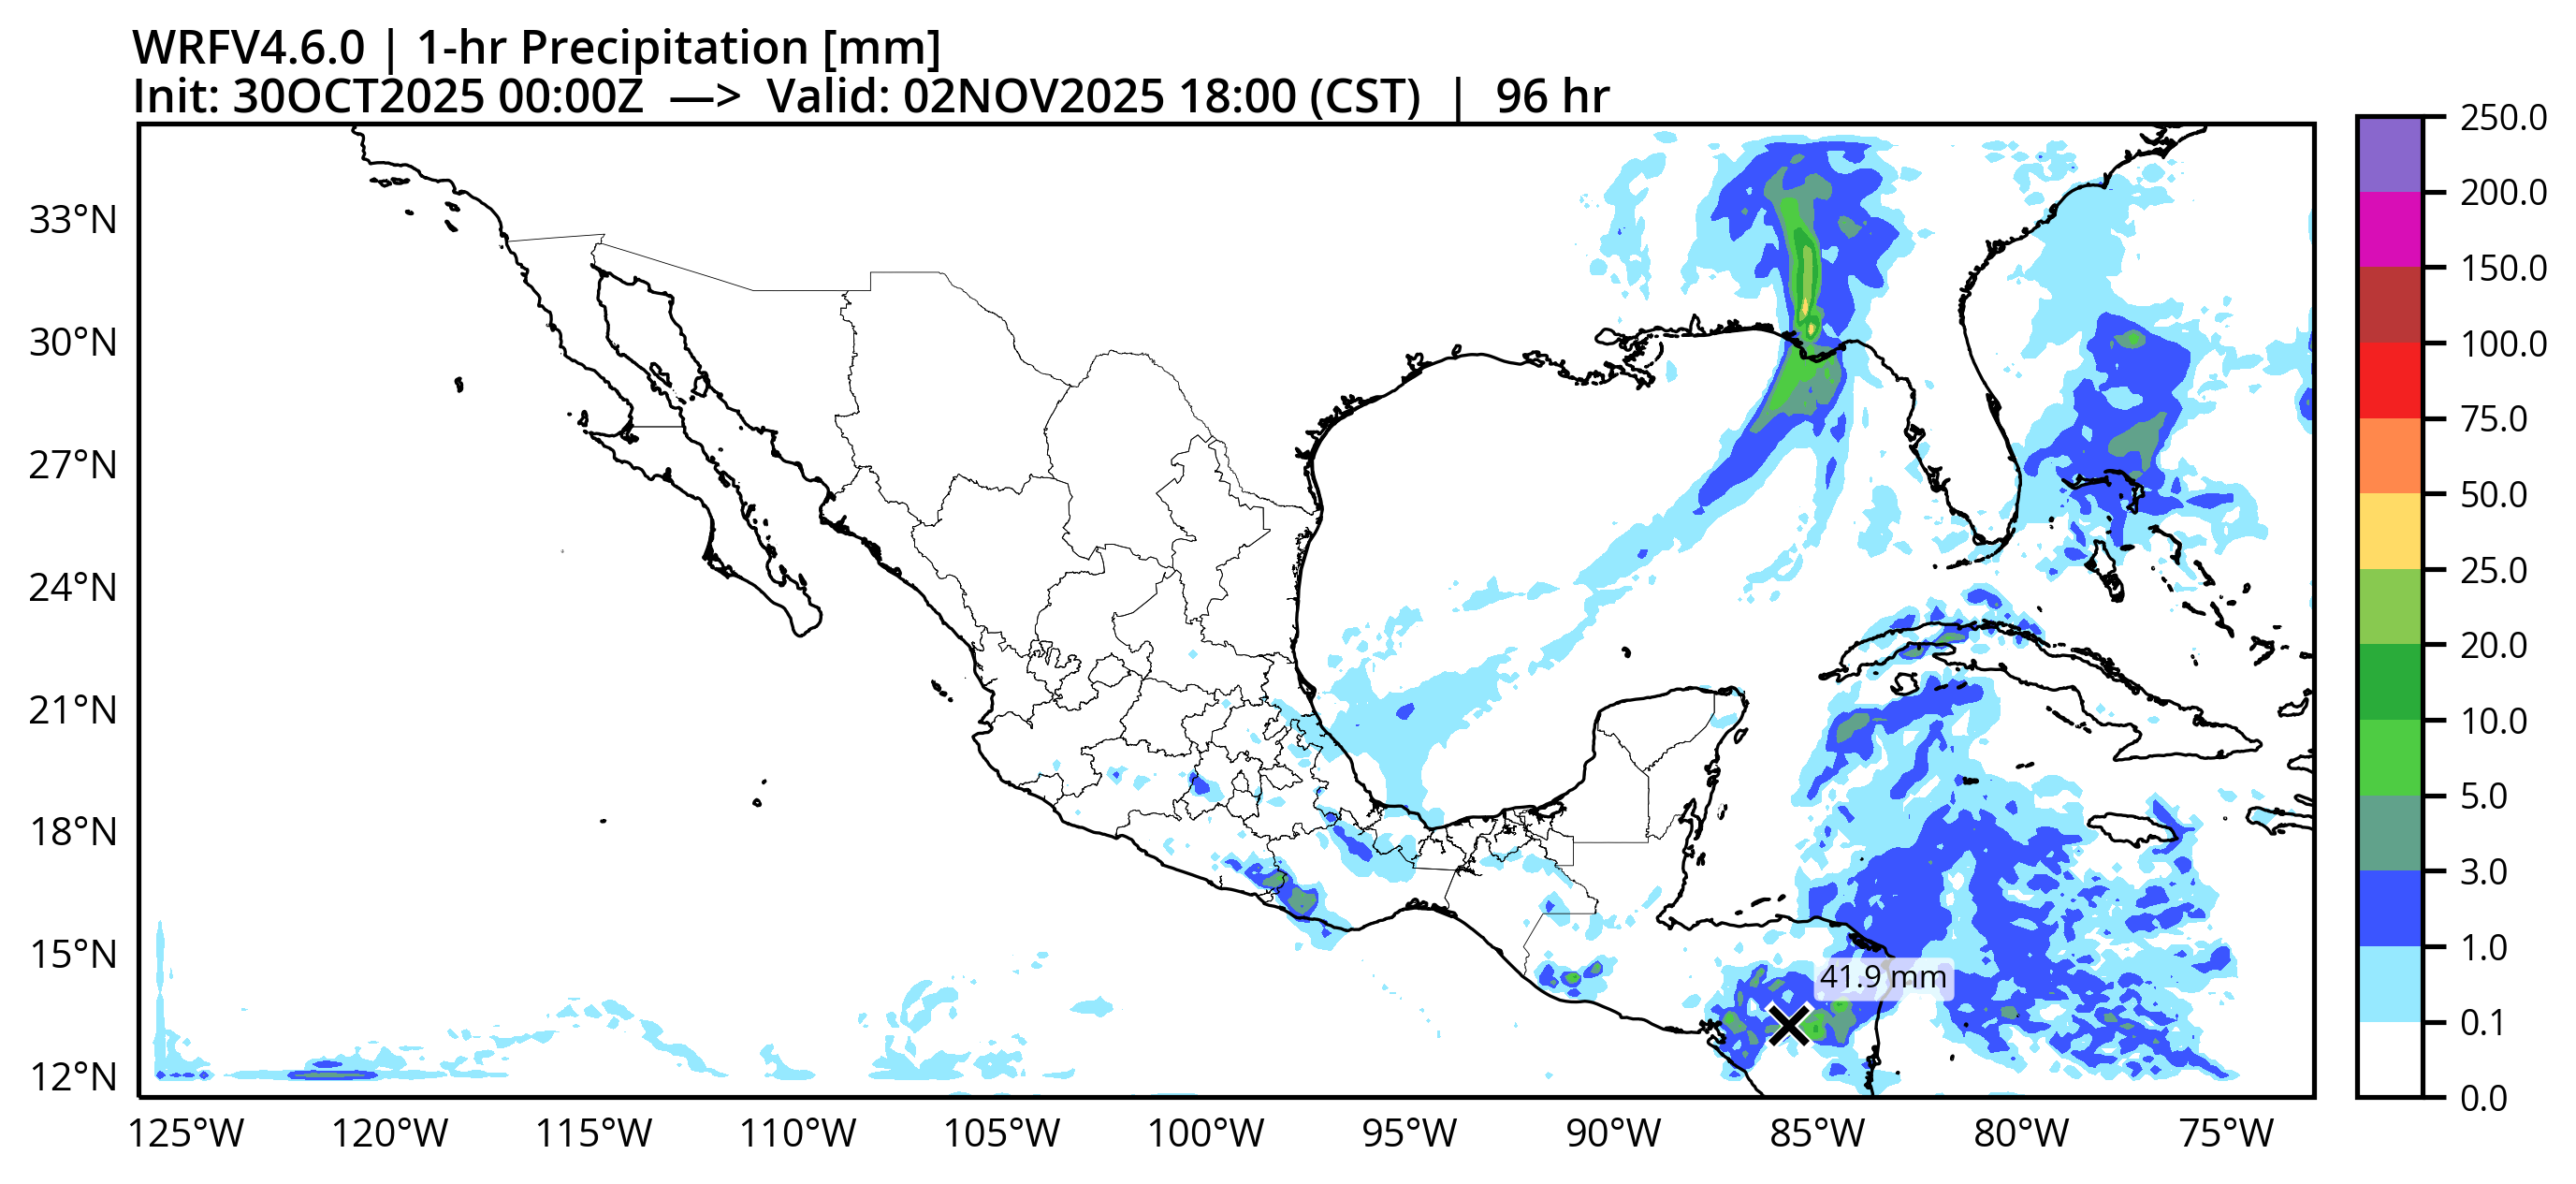 WRFV4.6.0 | 1-hr Precipitation [mm]
Init: 30OCT2025 00:00Z —> Valid: 02NOV2025 18:00 (CST) | 96 hr
250.0
200.0
150.0
100.0
75.0
50.0
25.0
20.0
10.0
5.0
3.0
1.0
0.1
0.0
33°N
30°N
27°N
24°N
21°N
18°N
15°N
12°N
41.9 mm
125°W 120°W 115°W 110°W 105°W 100°W 95°W 90°W 85°W 80°W 75°W